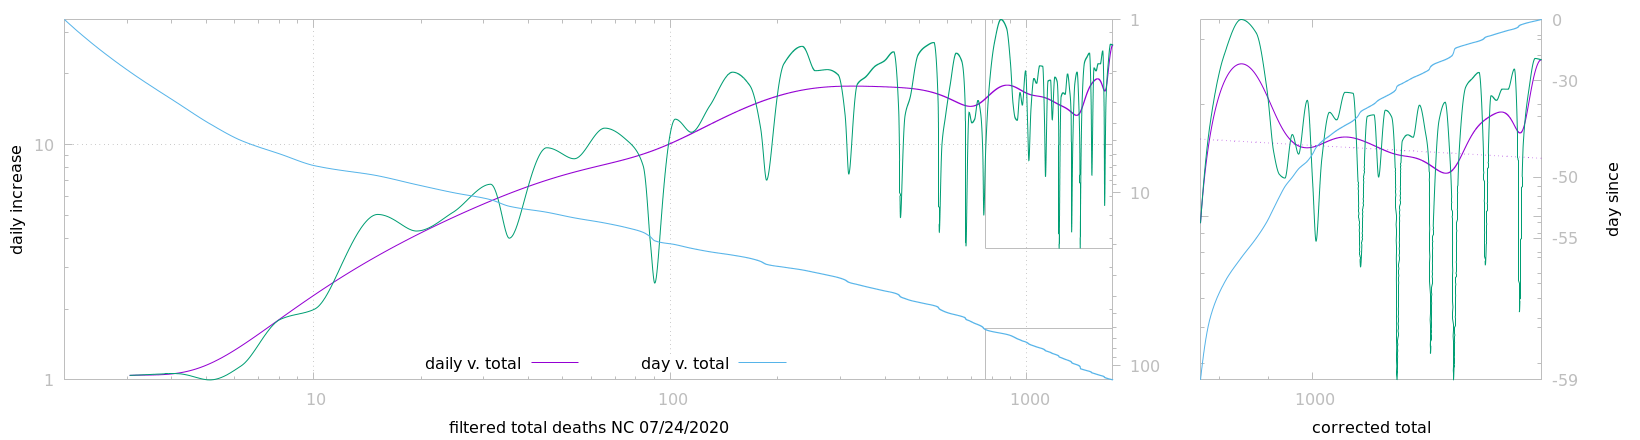 daily increase
10
1
10
100
1000
1
10
100
daily v. total
day v. total
filtered total deaths NC 07/24/2020
0
-30
-50
-55
-59
day since
1000
corrected total